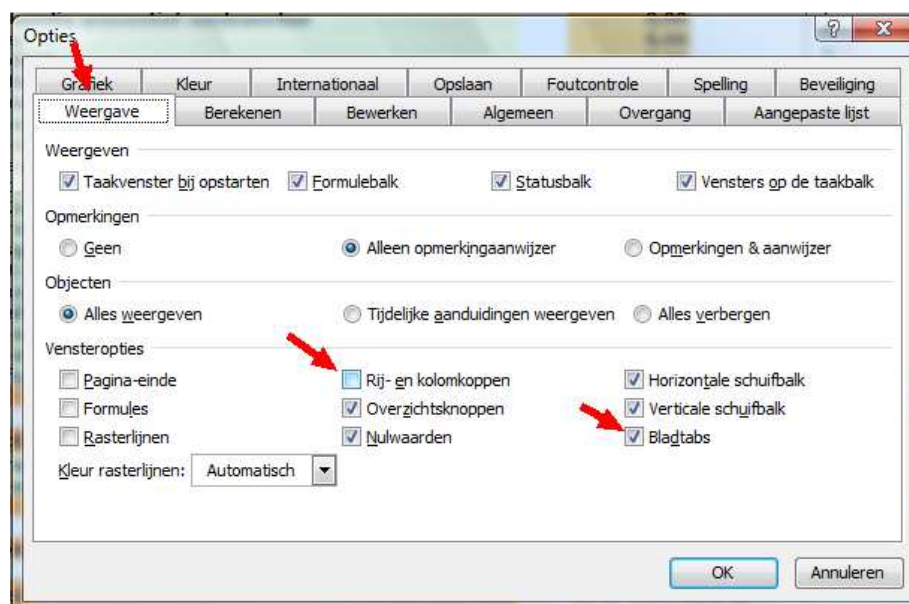 Opties
Grafiek Kleur Internationaal Opslaan Foutcontrole Spelling Beveiliging
Weergave Berekenen Bewerken Algemeen Overgang Aangepaste lijst
Weergeven
Taakvenster bij opstarten Formulebalk Statusbalk Vensters op de taakbalk
Opmerkingen
Geen Alleen opmerkingaanwijzer Opmerkingen & aanwijzer
Objecten
Alles weergeven Tijdelijke aanduidingen weergeven Alles verbergen
Vensteropties
Pagina-einde Rij- en kolomkoppen Horizontale schuifbalk
Formules Overzichtsknoppen Verticale schuifbalk
Rasterlijnen Nulwaarden Bladtabs
Kleur rasterlijnen: Automatisch
OK Annuleren